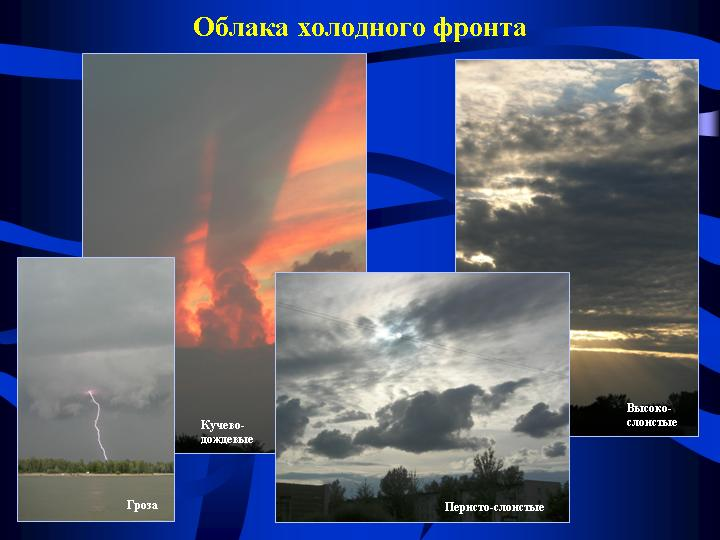 Облака холодного фронта
Кучево-
дождевые
Высоко-
слоистые
Гроза
Перисто-слоистые